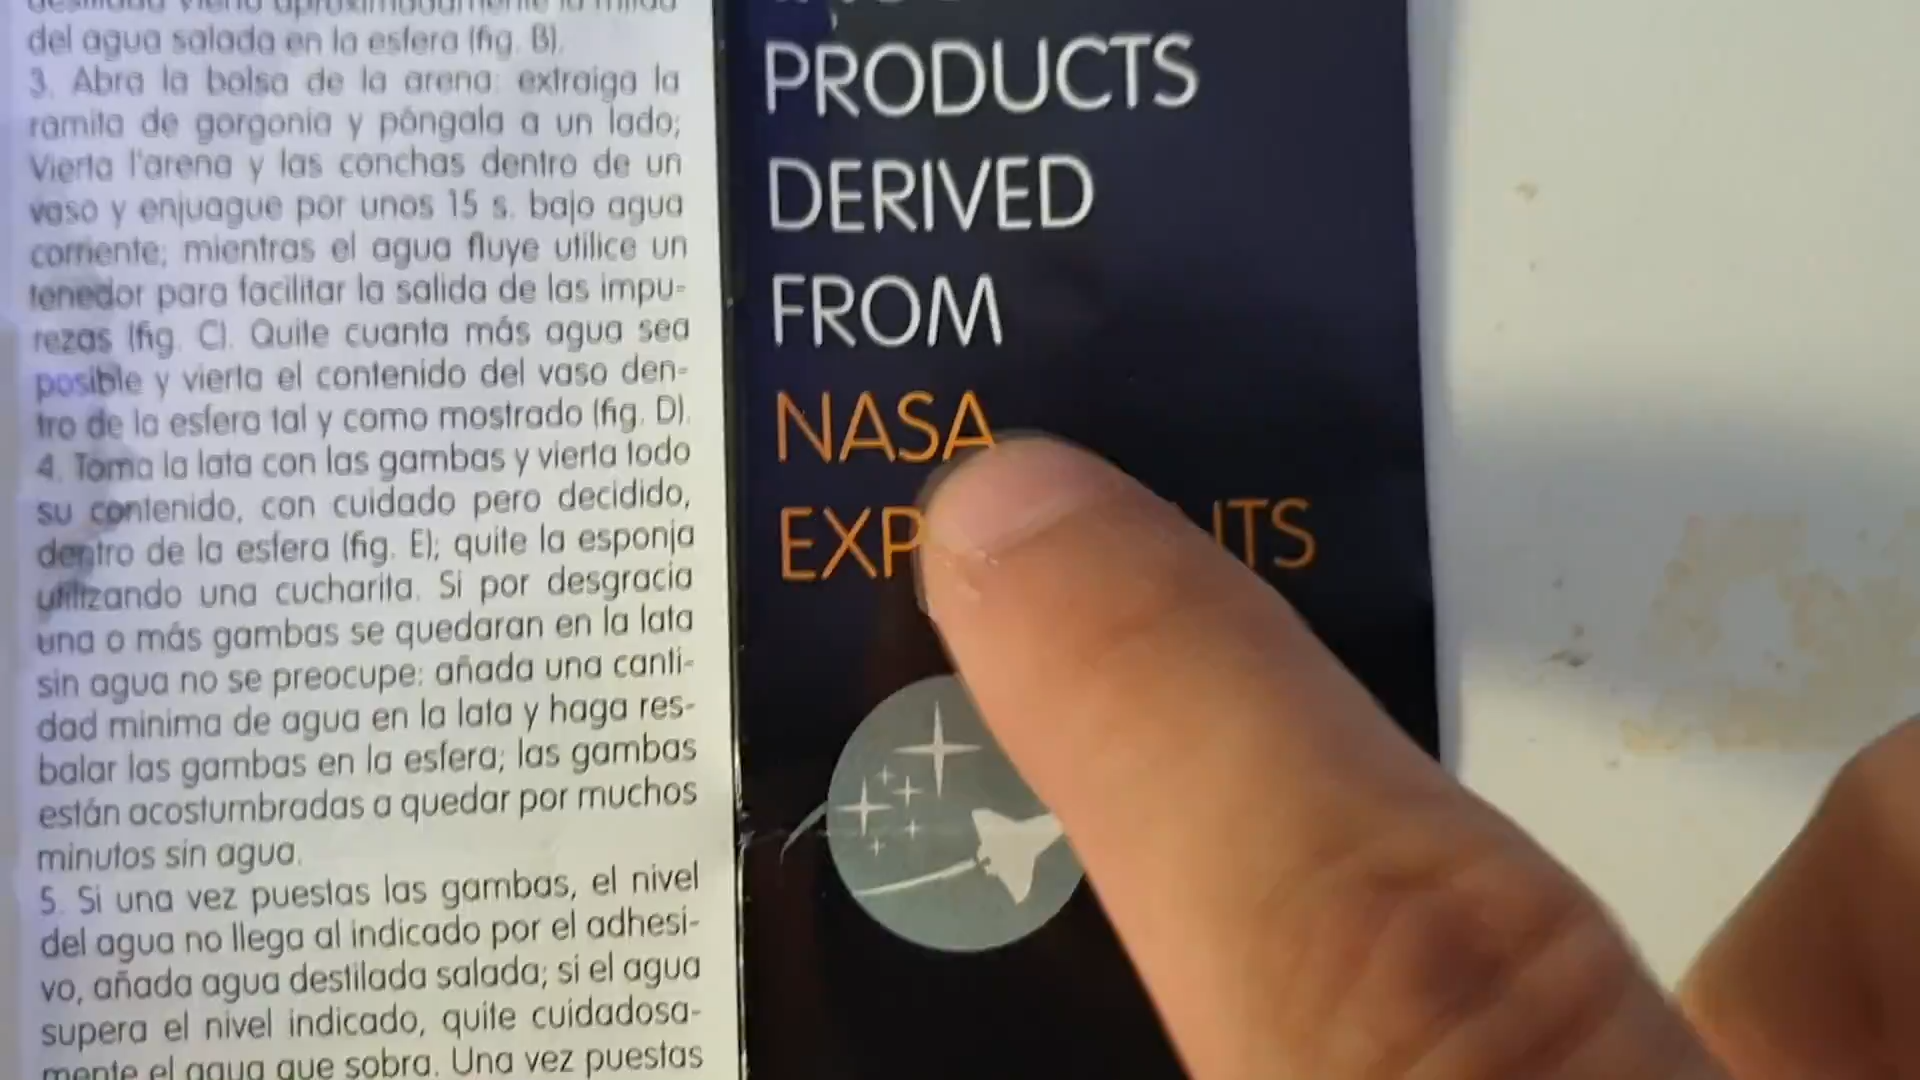 del agua salada en la esfera (fig. B).
3. Abra la bolsa de la arena: extraiga la
ramita de gorgonia y póngala a un lado;
Vierta l'arena y las conchas dentro de un
vaso y enjuague por unos 15 s. bajo agua
corriente; mientras el agua fluye utilice un
tenedor para facilitar la salida de las impu-
rezas (fig. C). Quite cuanta más agua sea
posible y vierta el contenido del vaso den-
tro de la esfera tal y como mostrado (fig. D).
4. Toma la lata con las gambas y vierta todo
su contenido, con cuidado pero decidido,
dentro de la esfera (fig. E); quite la esponja
utilizando una cucharita. Si por desgracia
una o más gambas se quedaran en la lata
sin agua no se preocupe: añada una canti-
dad minima de agua en la lata y haga res-
balar las gambas en la esfera; las gambas
están acostumbradas a quedar por muchos
minutos sin agua.
5. Si una vez puestas las gambas, el nivel
del agua no llega al indicado por el adhesi-
vo, añada agua destilada salada; si el agua
supera el nivel indicado, quite cuidadosa-
mente el agua que sobra. Una vez puestas
PRODUCTS
DERIVED
FROM
NASA